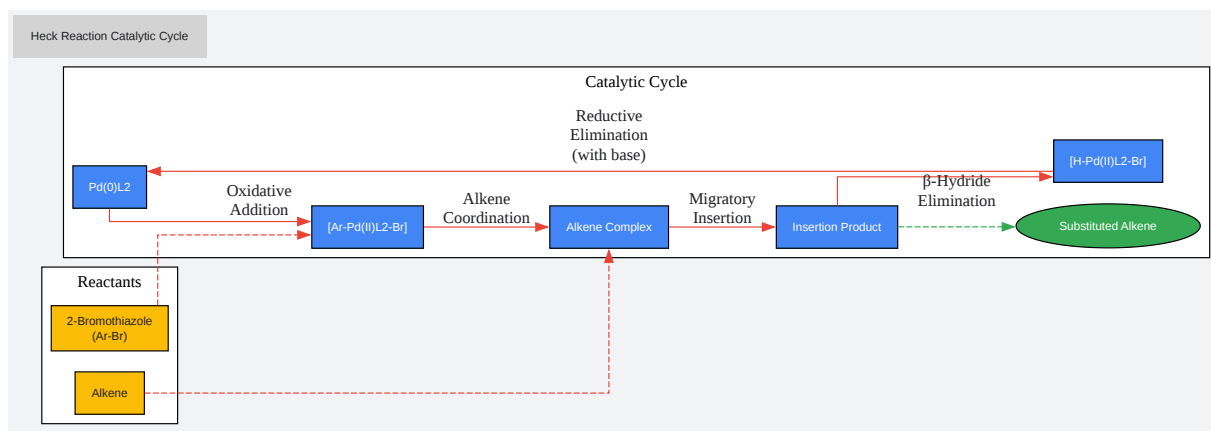 Heck Reaction Catalytic Cycle
Catalytic Cycle
Reductive
Elimination
(with base)
[H-Pd(II)L2-Br]
Pd(0)L2
Oxidative
Addition
[Ar-Pd(II)L2-Br]
Alkene
Coordination
Alkene Complex
Migratory
Insertion
Insertion Product
β-Hydride
Elimination
Substituted Alkene
Reactants
2-Bromothiazole
(Ar-Br)
Alkene